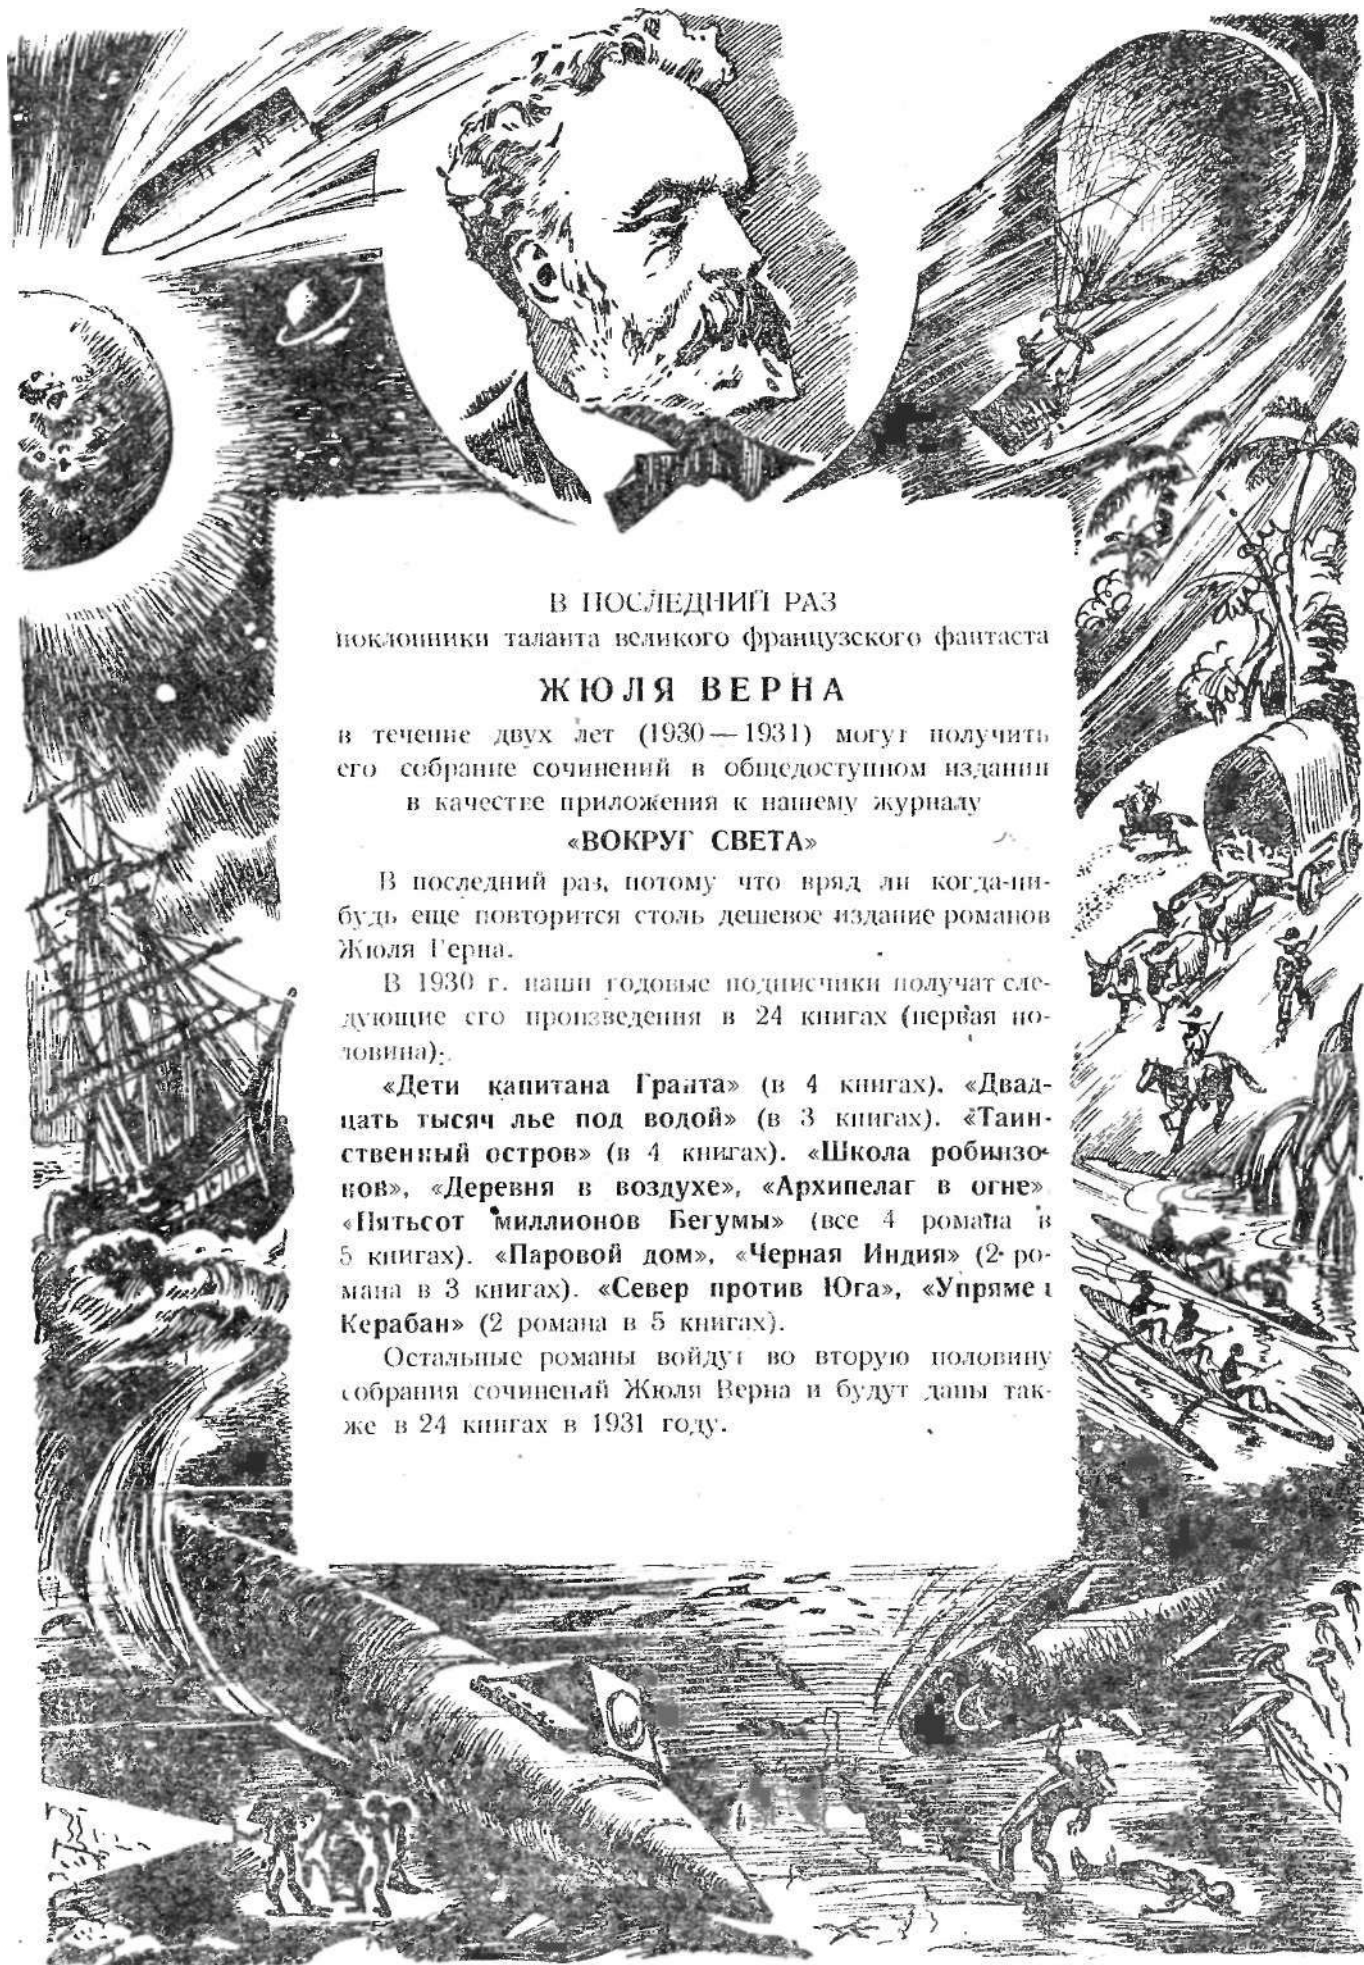 В ПОСЛЕДНИЙ РАЗ
поклонники таланта великого французского фантаста
ЖЮЛЯ ВЕРНА
в течение двух лет (1930—1931) могут получить
его собрание сочинений в общедоступном издании
в качестве приложения к нашему журналу
«ВОКРУГ СВЕТА»
В последний раз, потому что вряд ли когда-ни-
будь еще повторится столь дешевое издание романов
Жюля Верна.
В 1930 г. наши годовые подписчики получат сле-
дующие его произведения в 24 книгах (первая по-
ловина):
«Дети капитана Гранта» (в 4 книгах). «Двад-
цать тысяч лье под водой» (в 3 книгах). «Таин-
ственный остров» (в 4 книгах). «Школа робинзо-
нов», «Деревня в воздухе», «Архипелаг в огне»
«Пятьсот миллионов Бегумы» (все 4 романа в
5 книгах). «Паровой дом», «Черная Индия» (2 ро-
мана в 3 книгах). «Север против Юга», «Упрямец
Керабан» (2 романа в 5 книгах).
Остальные романы войдут во вторую половину
собрания сочинений Жюля Верна и будут даны так-
же в 24 книгах в 1931 году.